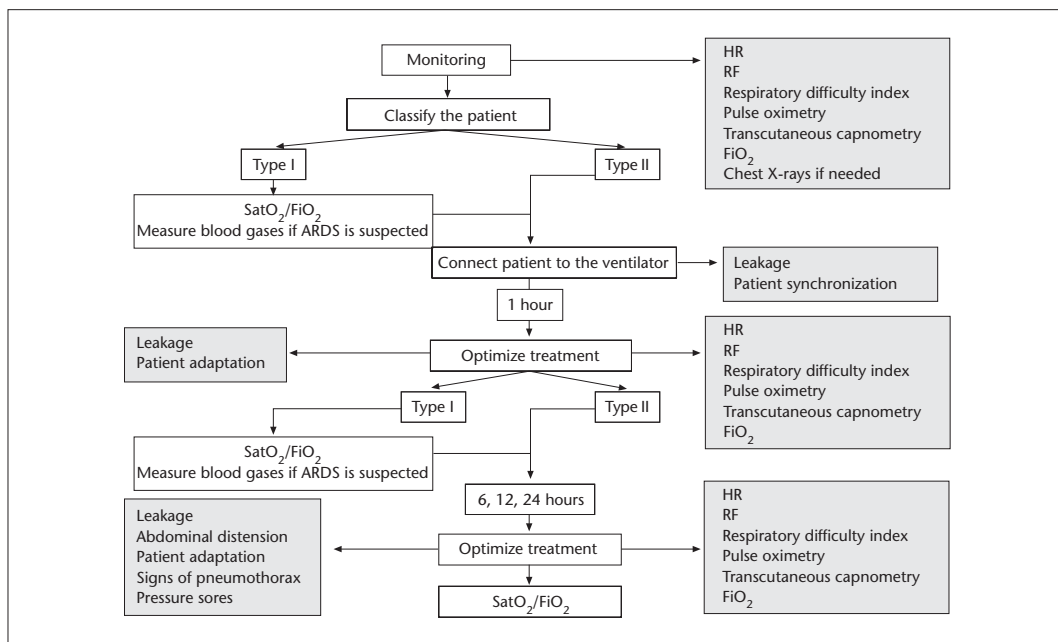 Monitoring
HR
RF
Respiratory difficulty index
Pulse oximetry
Transcutaneous capnometry
FiO₂
Chest X-rays if needed
Classify the patient
Type I
Type II
SatO₂/FiO₂
Measure blood gases if ARDS is suspected
Connect patient to the ventilator
Leakage
Patient synchronization
1 hour
Leakage
Patient adaptation
Optimize treatment
HR
RF
Respiratory difficulty index
Pulse oximetry
Transcutaneous capnometry
FiO₂
Type I
Type II
SatO₂/FiO₂
Measure blood gases if ARDS is suspected
6, 12, 24 hours
Leakage
Abdominal distension
Patient adaptation
Signs of pneumothorax
Pressure sores
Optimize treatment
HR
RF
Respiratory difficulty index
Pulse oximetry
Transcutaneous capnometry
FiO₂
SatO₂/FiO₂